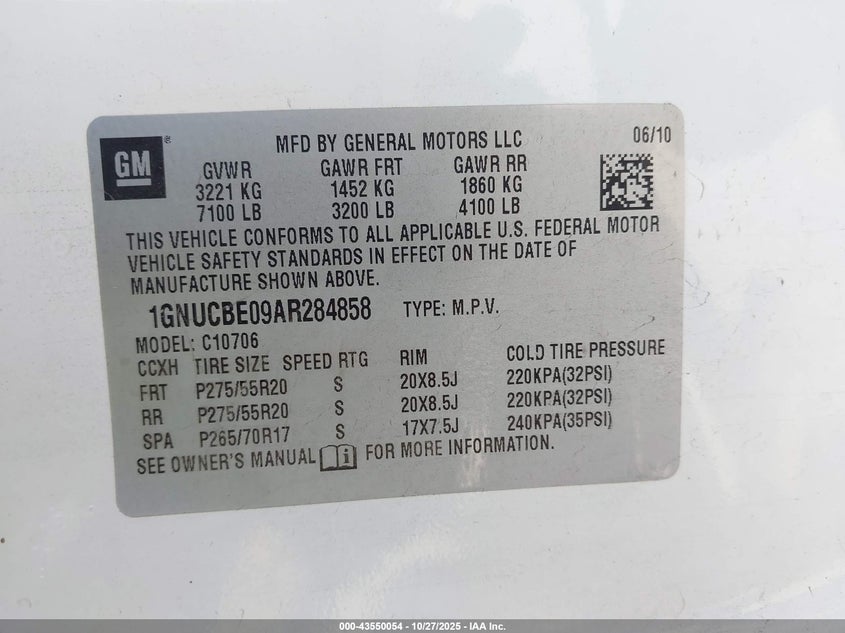 GM ®
MFD BY GENERAL MOTORS LLC 06/10
GVWR GAWR FRT GAWR RR
3221 KG 1452 KG 1860 KG
7100 LB 3200 LB 4100 LB
THIS VEHICLE CONFORMS TO ALL APPLICABLE U.S. FEDERAL MOTOR
VEHICLE SAFETY STANDARDS IN EFFECT ON THE DATE OF
MANUFACTURE SHOWN ABOVE.
1GNUCBE09AR284858 TYPE: M.P.V.
MODEL: C10706
CCXH TIRE SIZE SPEED RTG RIM COLD TIRE PRESSURE
FRT P275/55R20 S 20X8.5J 220KPA(32PSI)
RR P275/55R20 S 20X8.5J 220KPA(32PSI)
SPA P265/70R17 S 17X7.5J 240KPA(35PSI)
SEE OWNER'S MANUAL i FOR MORE INFORMATION.
000-43550054 - 10/27/2025 - IAA Inc.